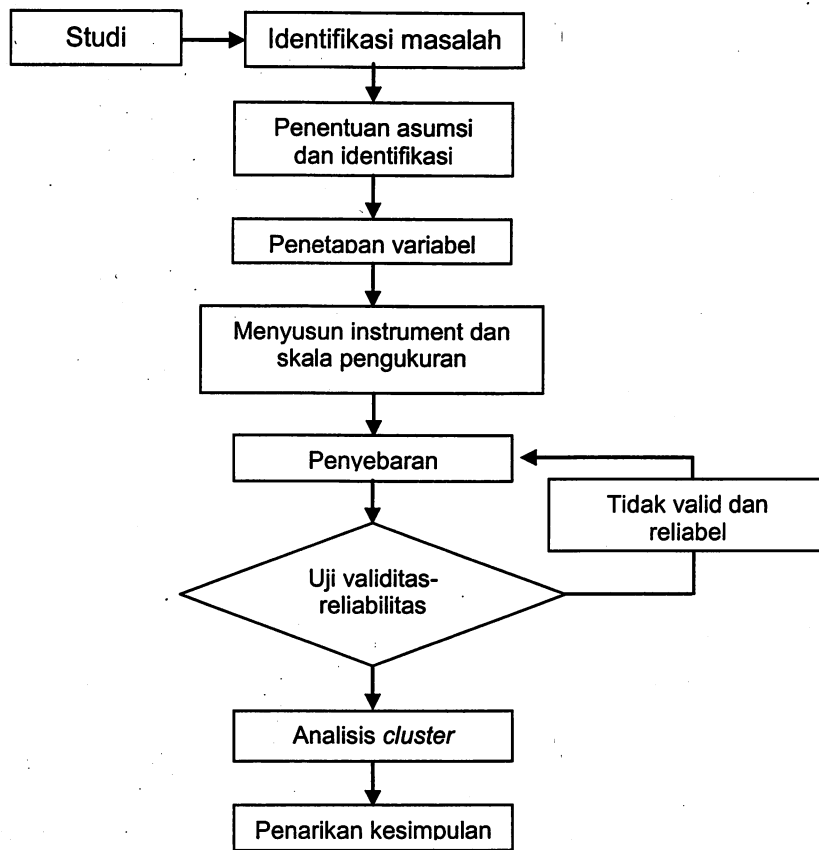 Studi
Identifikasi masalah
Penentuan asumsi
dan identifikasi
Penetapan variabel
Menyusun instrument dan
skala pengukuran
Penyebaran
Tidak valid dan
reliabel
Uji validitas-
reliabilitas
Analisis cluster
Penarikan kesimpulan